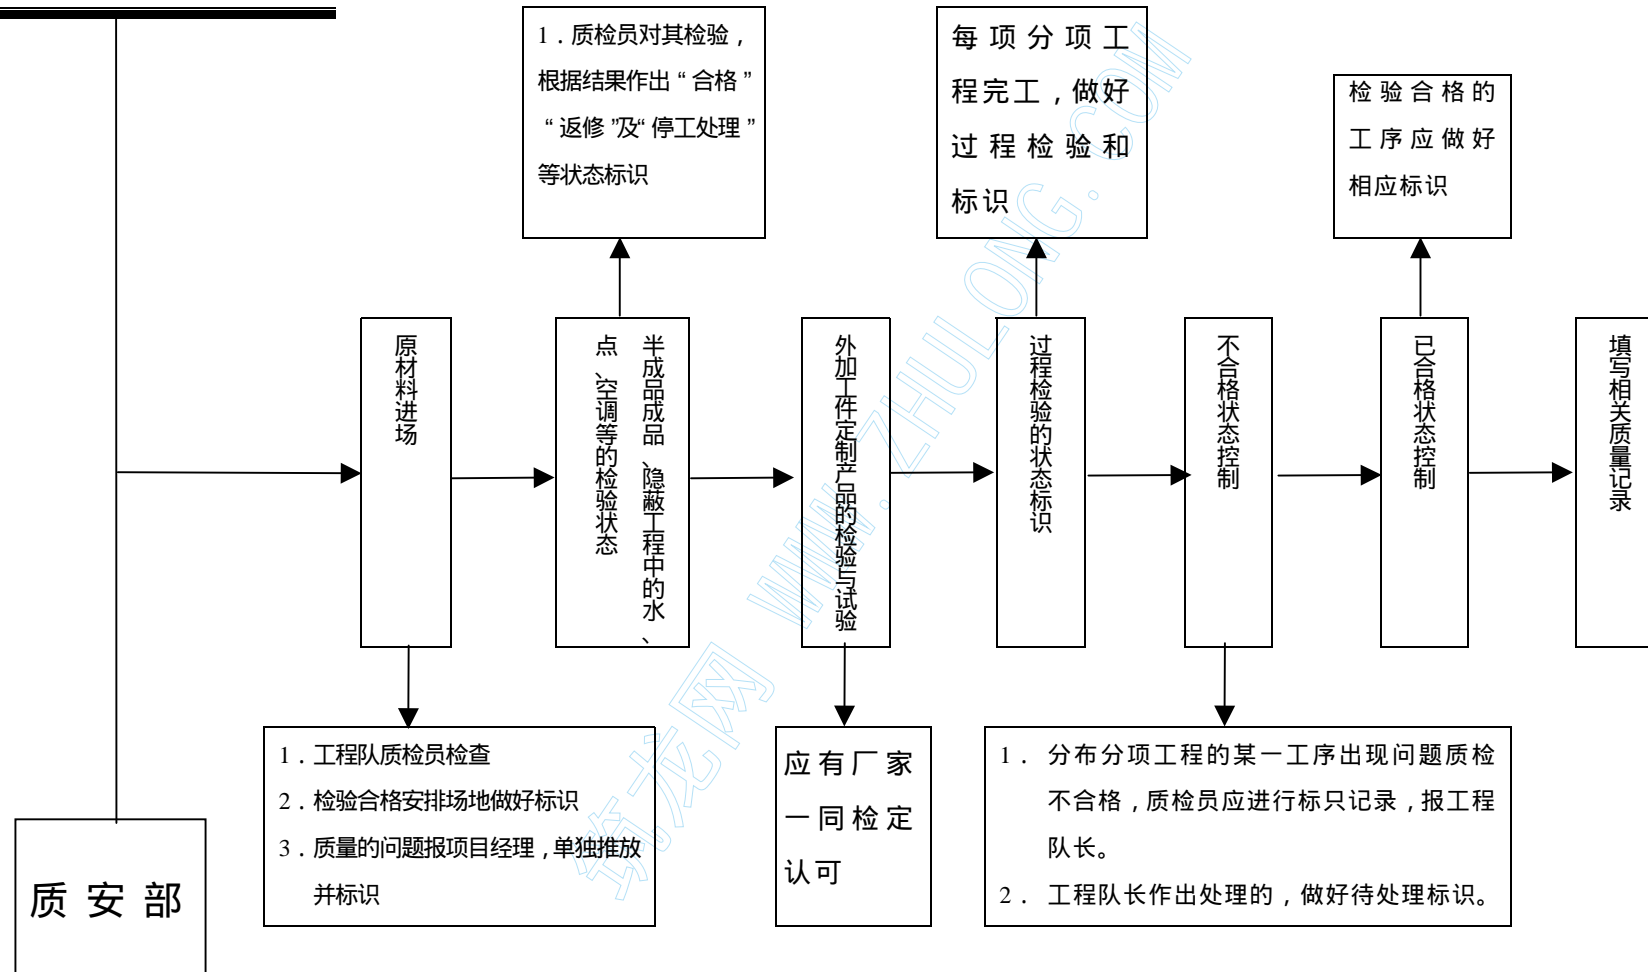 1．质检员对其检验，
根据结果作出“合格”
“返修”及“停工处理”
等状态标识
每项分项工
程完工，做好
过程检验和
标识
检验合格的
工序应做好
相应标识
原材料进场
半成品成品、隐蔽工程中的水、
点、空调等的检验状态
外加工件定制产品的检验与试验
过程检验的状态标识
不合格状态控制
已合格状态控制
填写相关质量记录
1．工程队质检员检查
2．检验合格安排场地做好标识
3．质量的问题报项目经理，单独推放
并标识
应有厂家
一同检定
认可
1． 分布分项工程的某一工序出现问题质检
不合格，质检员应进行标只记录，报工程
队长。
2． 工程队长作出处理的，做好待处理标识。
质安部
筑龙网 WWW.ZHULONG.COM